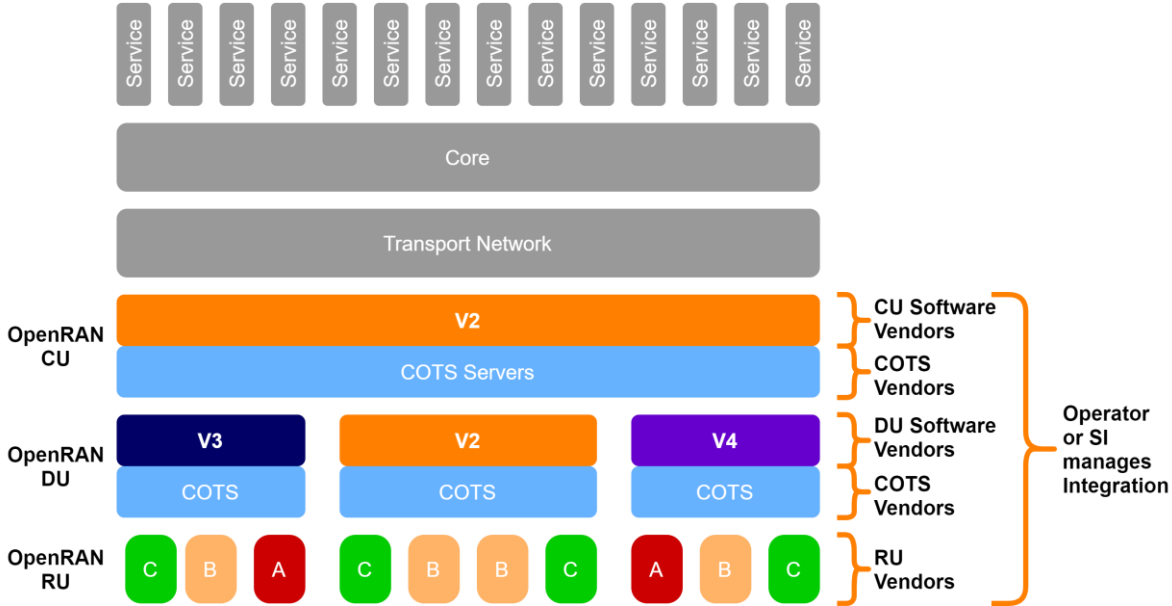 Service Service Service Service Service Service Service Service Service Service Service Service Service Service
Core
Transport Network
OpenRAN
CU
V2
COTS Servers
CU Software
Vendors
COTS
Vendors
OpenRAN
DU
V3 V2 V4
COTS COTS COTS
DU Software
Vendors
COTS
Vendors
Operator
or SI
manages
Integration
OpenRAN
RU
C B A C B B C A B C
RU
Vendors